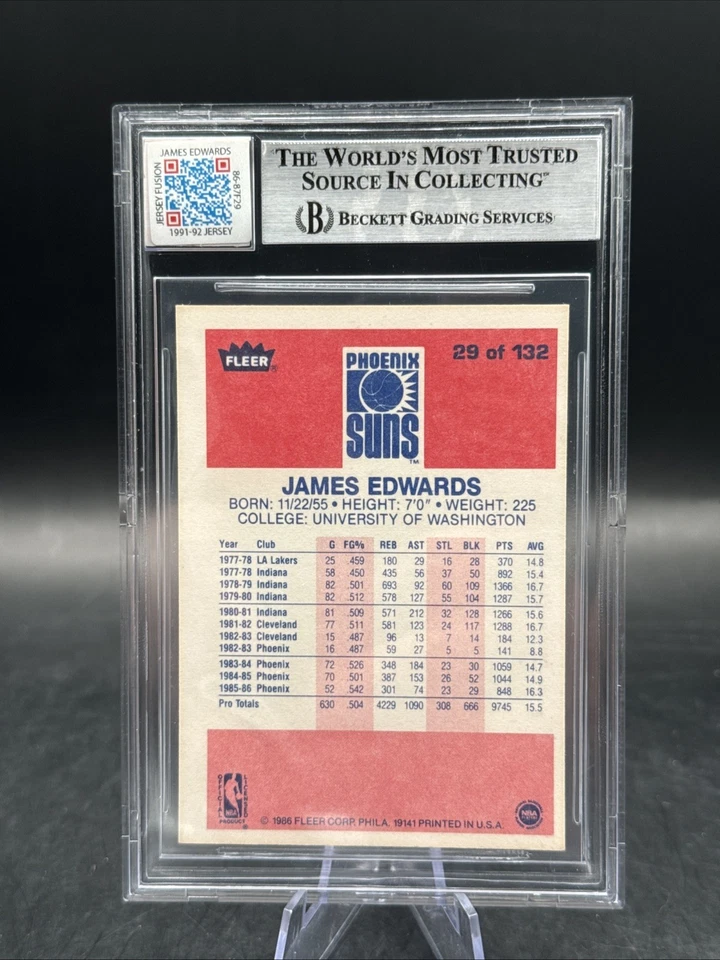 JAMES EDWARDS
JERSEY FUSION
86-87F29
1991-92 JERSEY
THE WORLD'S MOST TRUSTED
SOURCE IN COLLECTING℠
B BECKETT GRADING SERVICES
FLEER®
PHOENIX
SUNS
™
29 of 132
JAMES EDWARDS
BORN: 11/22/55 • HEIGHT: 7'0" • WEIGHT: 225
COLLEGE: UNIVERSITY OF WASHINGTON
Year Club G FG% REB AST STL BLK PTS AVG
1977-78 LA Lakers 25 .459 180 29 16 28 370 14.8
1977-78 Indiana 58 .450 435 56 37 50 892 15.4
1978-79 Indiana 82 .501 693 92 60 109 1366 16.7
1979-80 Indiana 82 .512 578 127 55 104 1287 15.7
1980-81 Indiana 81 .509 571 212 32 128 1266 15.6
1981-82 Cleveland 77 .511 581 123 24 117 1288 16.7
1982-83 Cleveland 15 .487 96 13 7 14 184 12.3
1982-83 Phoenix 16 .487 59 27 5 5 141 8.8
1983-84 Phoenix 72 .526 348 184 23 30 1059 14.7
1984-85 Phoenix 70 .501 387 153 26 52 1044 14.9
1985-86 Phoenix 52 .542 301 74 23 29 848 16.3
Pro Totals 630 .504 4229 1090 308 666 9745 15.5
OFFICIAL LICENSED
NBA
PRODUCT ®
© 1986 FLEER CORP. PHILA. 19141 PRINTED IN U.S.A.
NBA